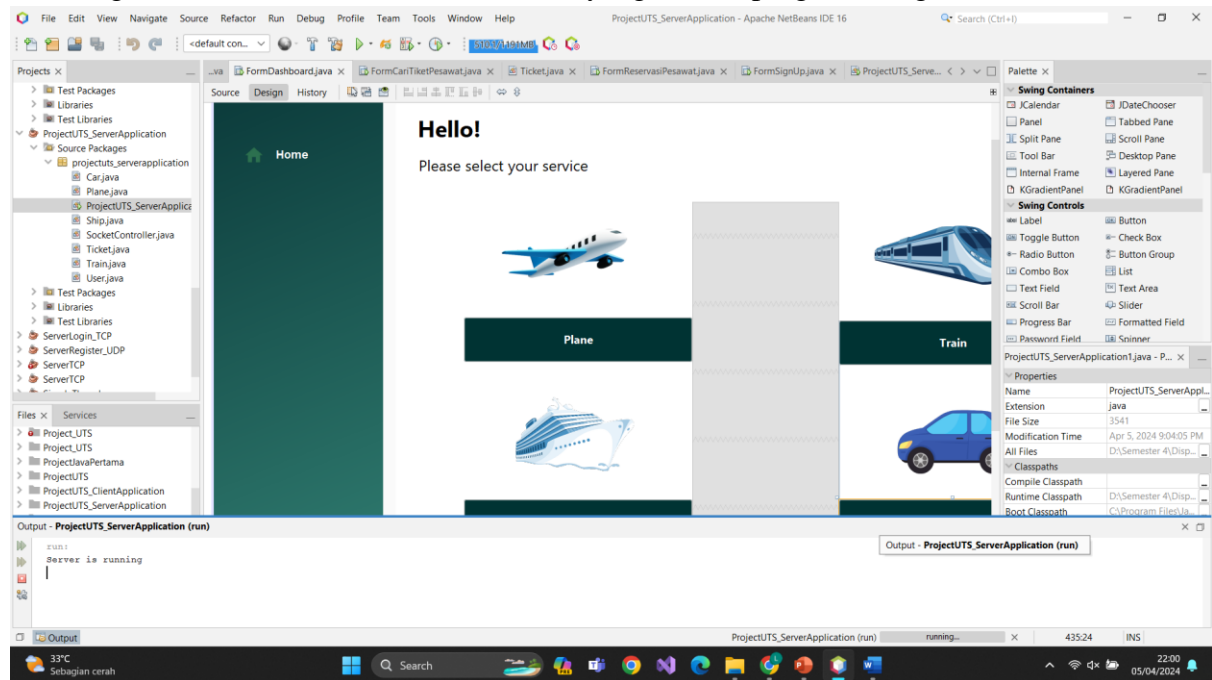 File Edit View Navigate Source Refactor Run Debug Profile Team Tools Window Help ProjectUTS_ServerApplication - Apache NetBeans IDE 16 Search (Ctrl+I)
<default con...
Projects
...va FormDashboard.java FormCariTiketPesawat.java Ticket.java FormReservasiPesawat.java FormSignUp.java ProjectUTS_Serve...
Source Design History
Test Packages
Libraries
Test Libraries
ProjectUTS_ServerApplication
Source Packages
projectuts_serverapplication
Car.java
Plane.java
ProjectUTS_ServerApplica
Ship.java
SocketController.java
Ticket.java
Train.java
User.java
Test Packages
Libraries
Test Libraries
ServerLogin_TCP
ServerRegister_UDP
ServerTCP
ServerTCP
Files Services
Project_UTS
Project_UTS
ProjectJavaPertama
ProjectUTS
ProjectUTS_ClientApplication
ProjectUTS_ServerApplication
Home
Hello!
Please select your service
Plane
Train
Palette
Swing Containers
JCalendar JDateChooser
Panel Tabbed Pane
Split Pane Scroll Pane
Tool Bar Desktop Pane
Internal Frame Layered Pane
KGradientPanel KGradientPanel
Swing Controls
Label Button
Toggle Button Check Box
Radio Button Button Group
Combo Box List
Text Field Text Area
Scroll Bar Slider
Progress Bar Formatted Field
Password Field Spinner
ProjectUTS_ServerApplication1.java - P...
Properties
Name ProjectUTS_ServerAppl...
Extension java
File Size 3541
Modification Time Apr 5, 2024 9:04:05 PM
All Files D:\Semester 4\Disp...
Classpaths
Compile Classpath
Runtime Classpath D:\Semester 4\Disp...
Boot Classpath C:\Program Files\Ja...
Output - ProjectUTS_ServerApplication (run)
run:
Server is running
Output - ProjectUTS_ServerApplication (run)
Output
ProjectUTS_ServerApplication (run) running... 435:24 INS
33°C
Sebagian cerah
Search
22:00
05/04/2024